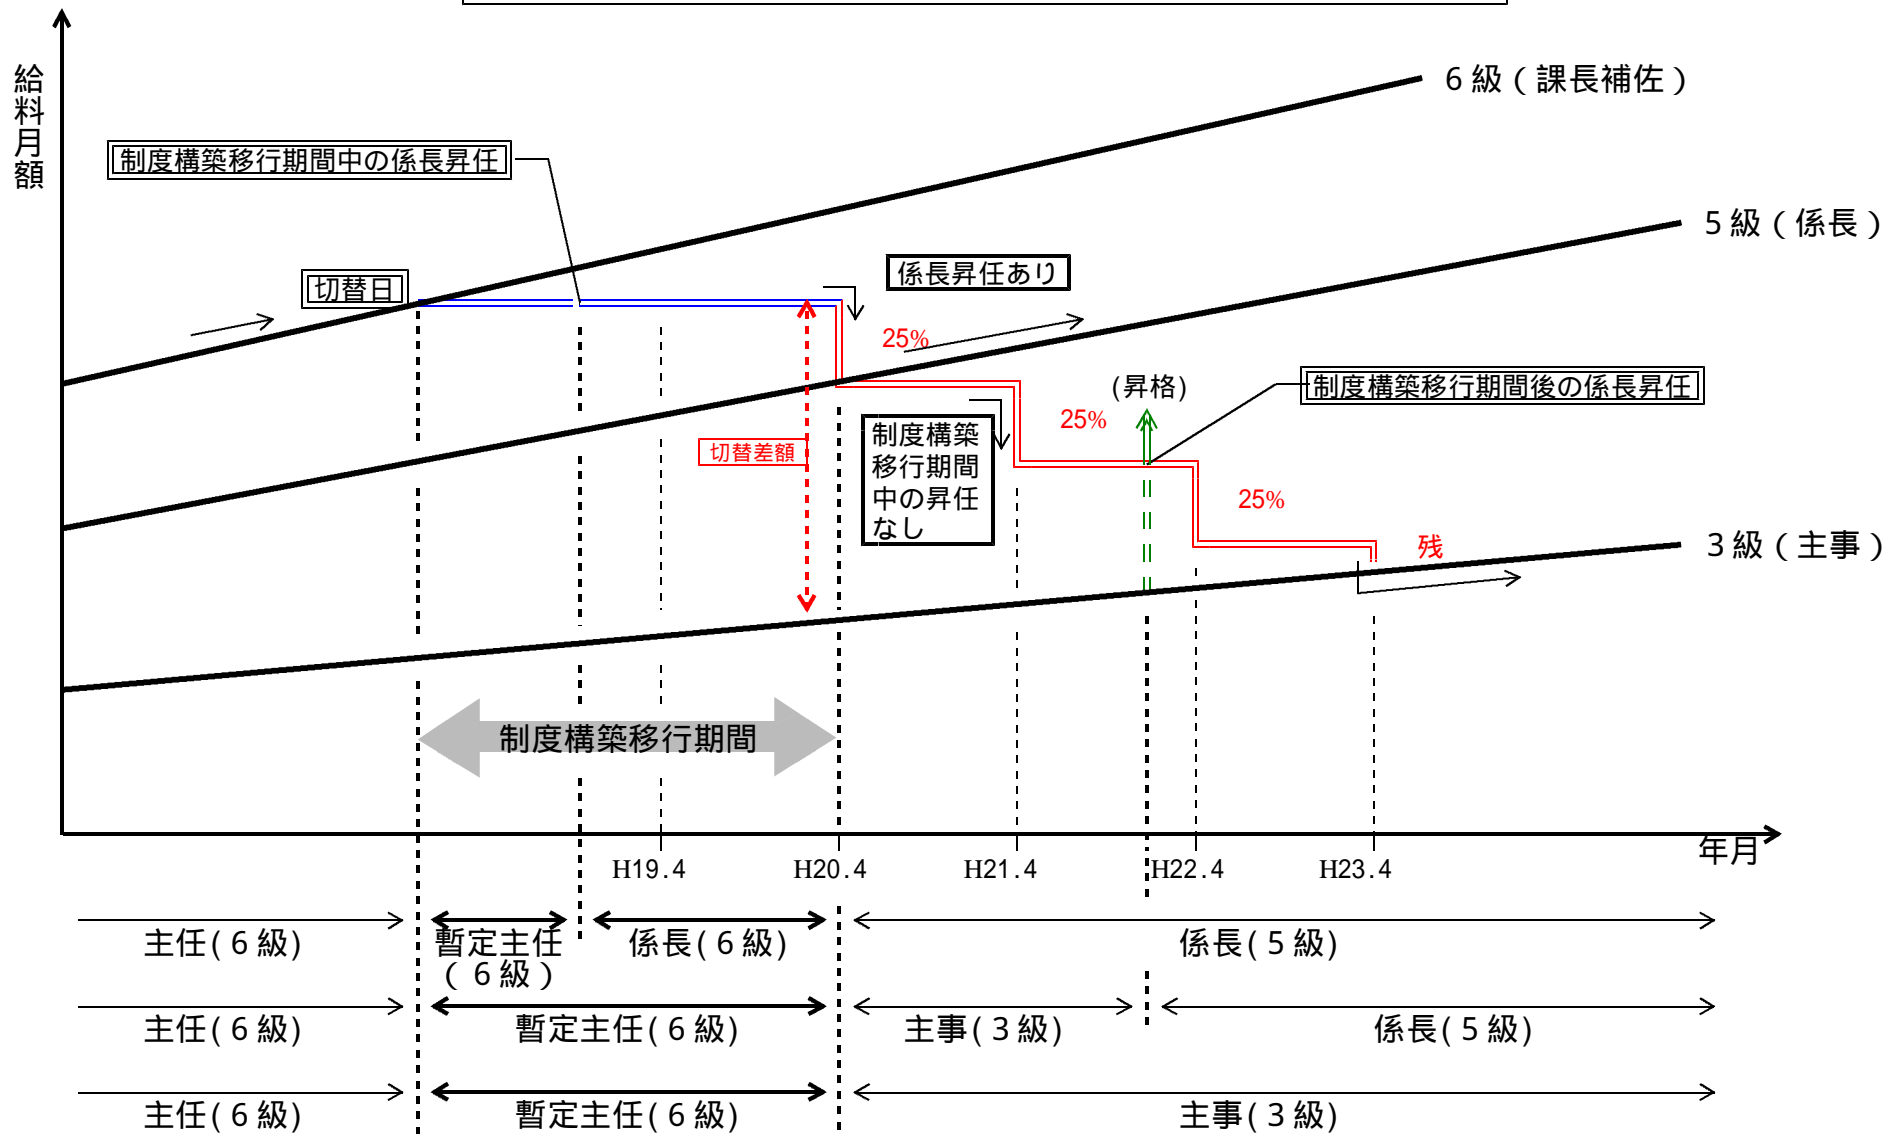 給料月額
6級(課長補佐)
制度構築移行期間中の係長昇任
5級(係長)
係長昇任あり
切替日
25%
(昇格)
制度構築移行期間後の係長昇任
25%
制度構築
移行期間
中の昇任
なし
切替差額
25%
残
3級(主事)
制度構築移行期間
年月
H19.4
H20.4
H21.4
H22.4
H23.4
主任(6級)
暫定主任
(6級)
係長(6級)
係長(5級)
主任(6級)
暫定主任(6級)
主事(3級)
係長(5級)
主任(6級)
暫定主任(6級)
主事(3級)